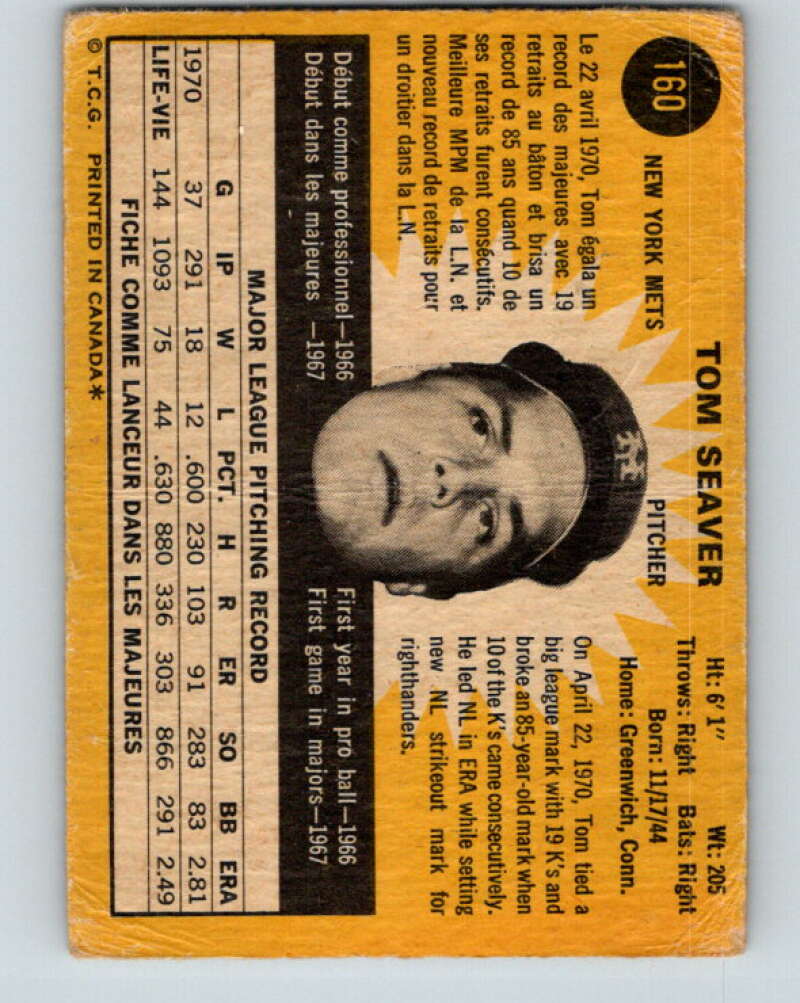 160
TOM SEAVER
NEW YORK METS
PITCHER
Ht: 6' 1" Wt: 205
Throws: Right Bats: Right
Born: 11/17/44
Home: Greenwich, Conn.
Le 22 avril 1970, Tom égala un
record des majeures avec 19
retraits au bâton et brisa un
record de 85 ans quand 10 de
ses retraits furent consécutifs.
Meilleure MPM de la L.N. et
nouveau record de retraits pour
un droitier dans la L.N.
On April 22, 1970, Tom tied a
big league mark with 19 K's and
broke an 85-year-old mark when
10 of the K's came consecutively.
He led NL in ERA while setting
new NL strikeout mark for
righthanders.
Début comme professionnel—1966
Début dans les majeures —1967
First year in pro ball—1966
First game in majors—1967
MAJOR LEAGUE PITCHING RECORD
G IP W L PCT. H R ER SO BB ERA
1970 37 291 18 12 .600 230 103 91 283 83 2.81
LIFE-VIE 144 1093 75 44 .630 880 336 303 866 291 2.49
FICHE COMME LANCEUR DANS LES MAJEURES
© T.C.G. PRINTED IN CANADA*